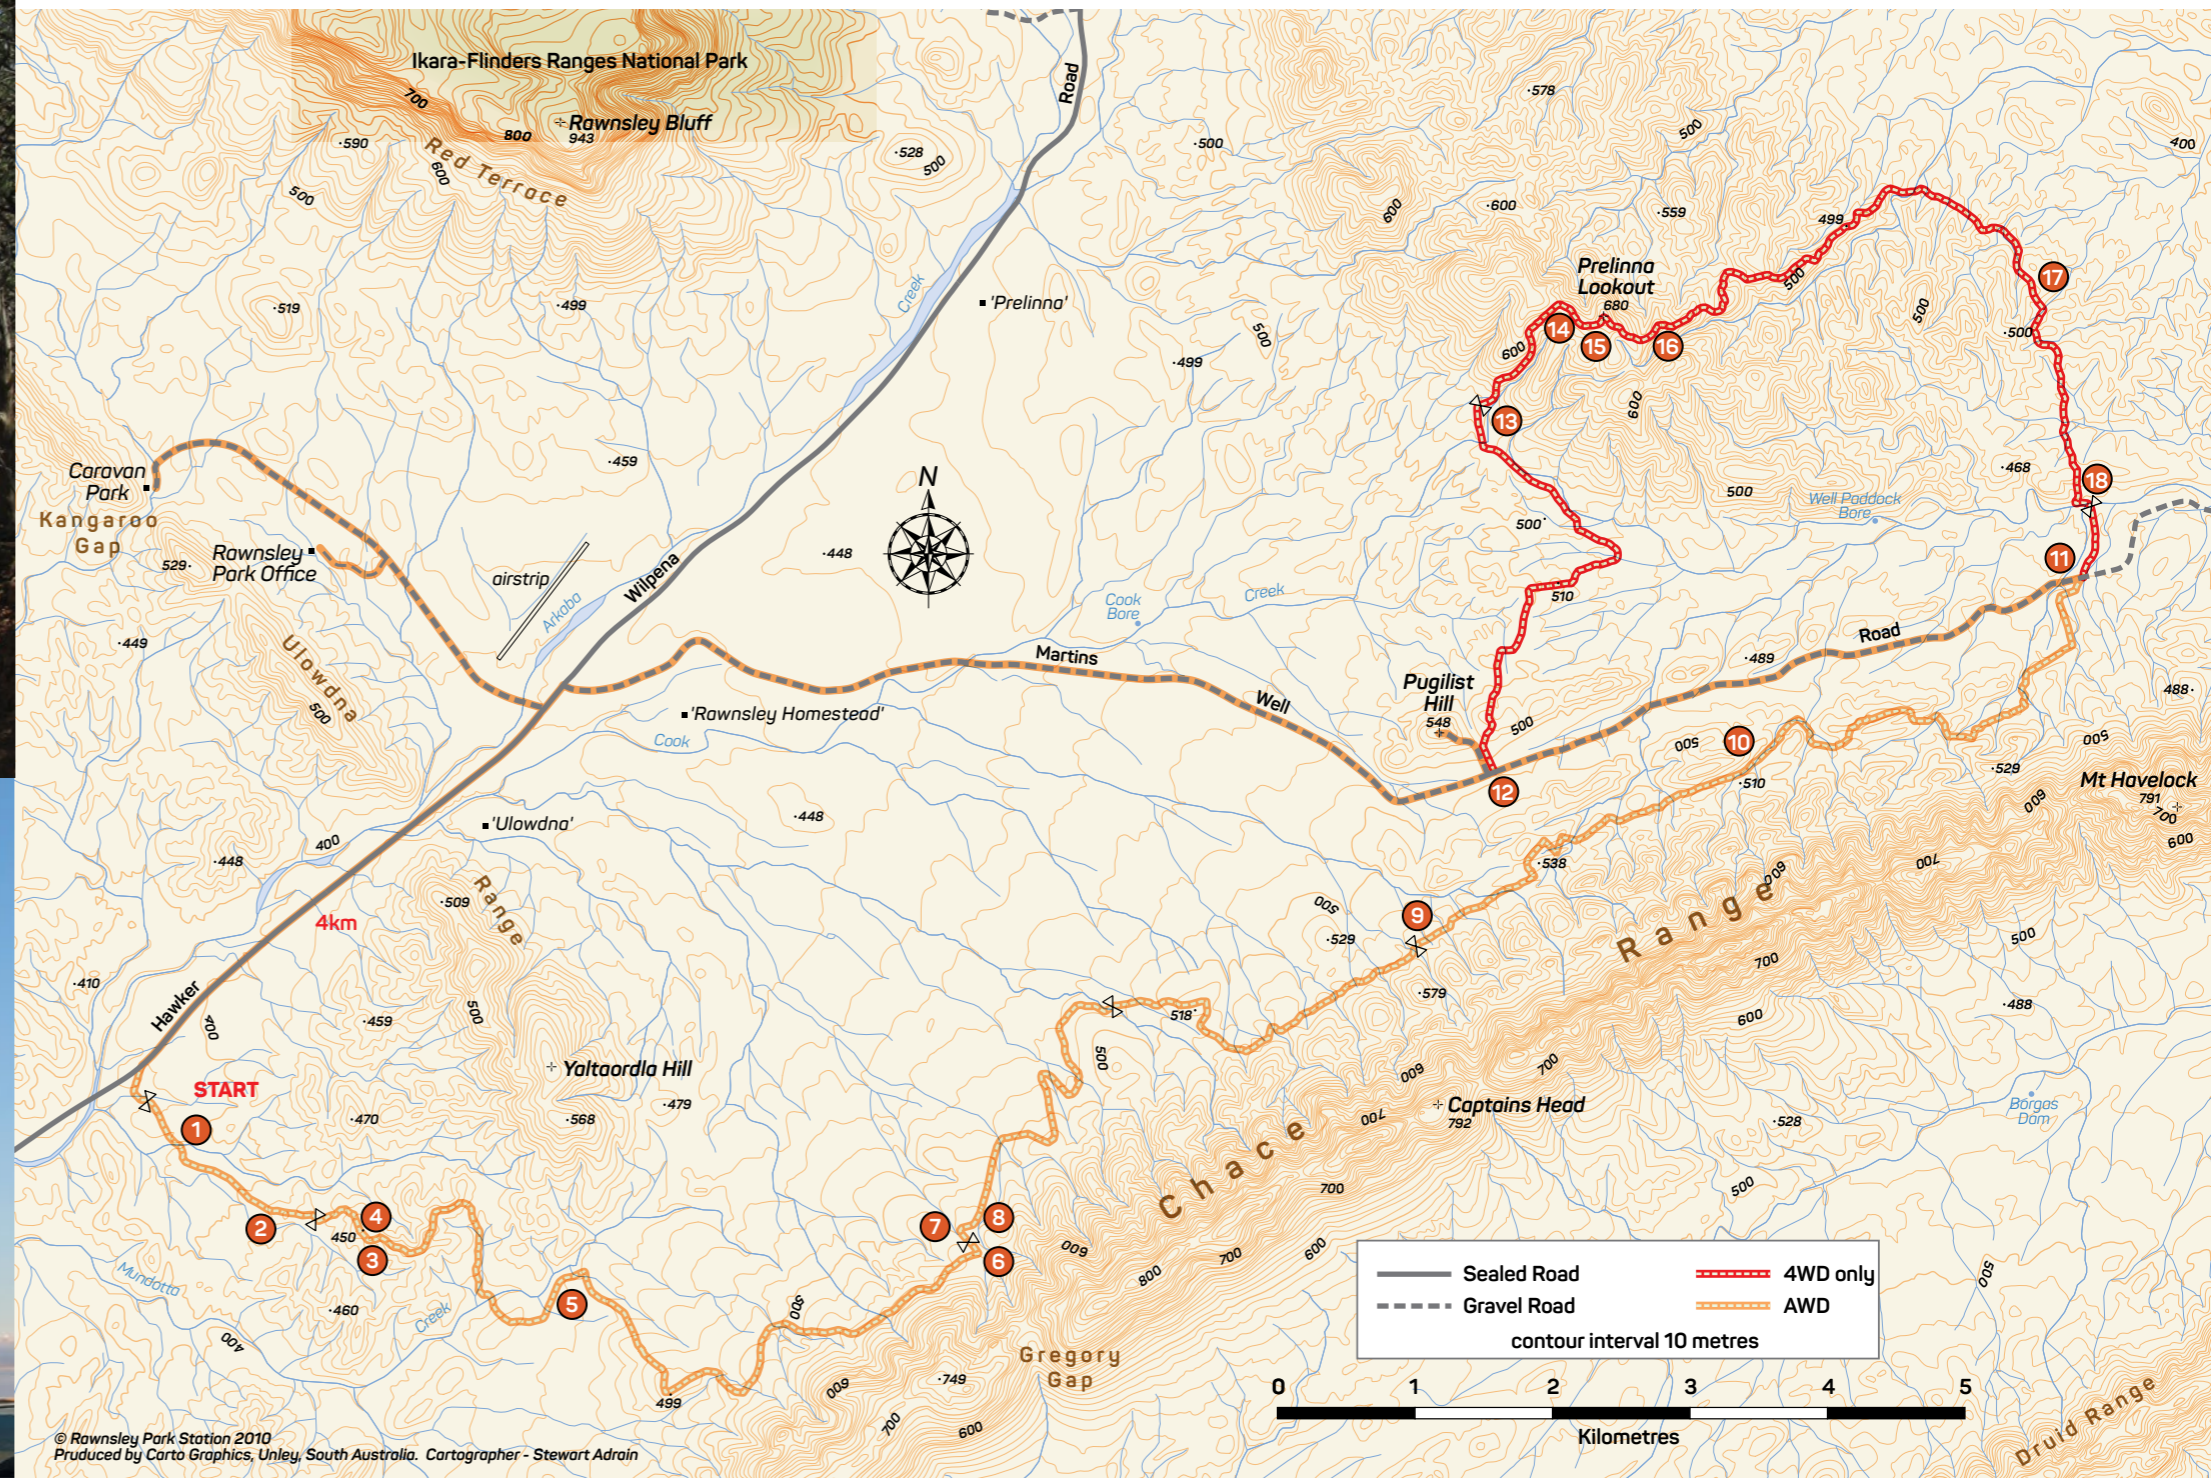 Ikara-Flinders Ranges National Park
700
800
Rawnsley Bluff
943
Red Terrace
590
600
500
528
500
Road
500
578
500
400
600
600
559
499
Prelinna
Lookout
680
17
500
500
500
14
15
16
600
600
13
519
499
Creek
'Prelinna'
500
499
459
Caravan
Park
Kangaroo
Gap
529
Rawnsley
Park Office
airstrip
Arkaba
Wilpena
N
448
Cook
Bore
Creek
500
500
510
468
Well Paddock
Bore
18
11
449
Ulowdna
500
Martins
Well
Road
489
488
'Rawnsley Homestead'
Cook
Pugilist
Hill
548
500
12
500
10
510
500
529
Mt Havelock
791
700
600
600
'Ulowdna'
448
400
448
4km
Range
509
500
538
600
700
Range
9
500
529
579
700
500
488
600
410
Hawker
400
459
Yaltaordla Hill
568
479
470
START
1
518
500
600
700
Captains Head
792
700
528
Borgas
Dam
Chace
700
500
2
4
450
3
7
8
6
600
800
700
600
Mundotta
Creek
460
400
5
500
499
600
749
700
600
Gregory
Gap
500
Sealed Road
4WD only
Gravel Road
AWD
contour interval 10 metres
0 1 2 3 4 5
Kilometres
Druid Range
© Rawnsley Park Station 2010
Pruduced by Carto Graphics, Unley, South Australia. Cartographer - Stewart Adrain